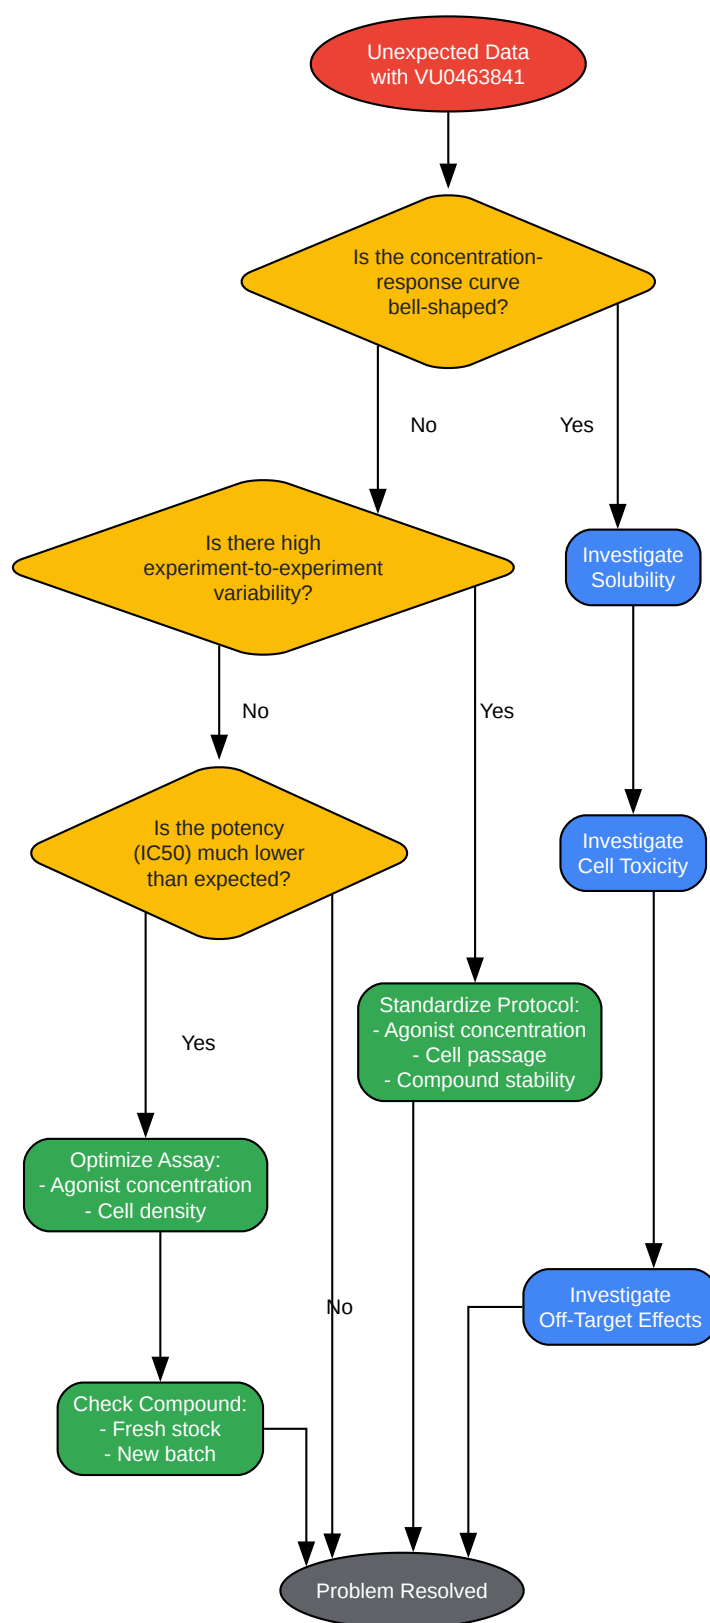 Unexpected Data
with VU0463841
Is the concentration-
response curve
bell-shaped?
No
Yes
Is there high
experiment-to-experiment
variability?
Investigate
Solubility
No
Yes
Is the potency
(IC50) much lower
than expected?
Investigate
Cell Toxicity
Yes
Standardize Protocol:
- Agonist concentration
- Cell passage
- Compound stability
Optimize Assay:
- Agonist concentration
- Cell density
No
Investigate
Off-Target Effects
Check Compound:
- Fresh stock
- New batch
Problem Resolved